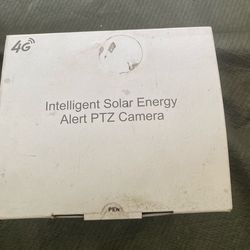 4G
Intelligent Solar Energy
Alert PTZ Camera